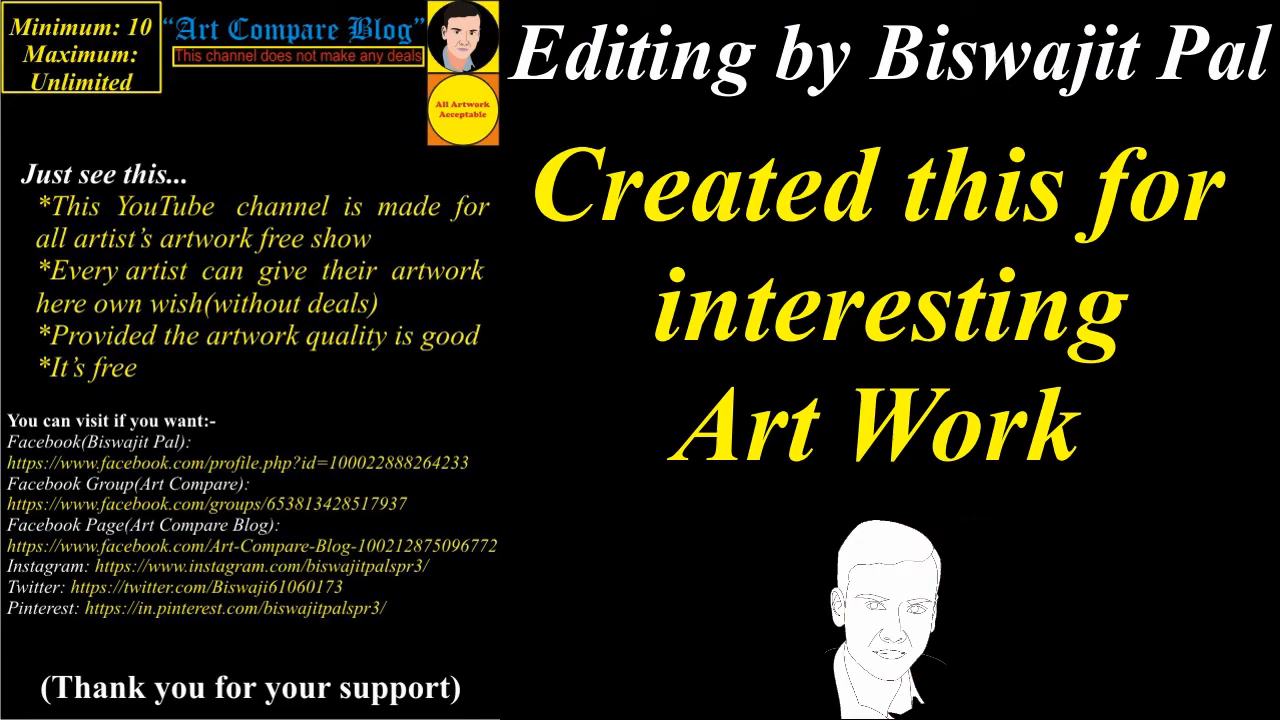 Minimum: 10
Maximum:
Unlimited
“Art Compare Blog”
This channel does not make any deals
All Artwork
Acceptable
Just see this...
*This YouTube channel is made for
all artist’s artwork free show
*Every artist can give their artwork
here own wish(without deals)
*Provided the artwork quality is good
*It’s free
You can visit if you want:-
Facebook(Biswajit Pal):
https://www.facebook.com/profile.php?id=100022888264233
Facebook Group(Art Compare):
https://www.facebook.com/groups/653813428517937
Facebook Page(Art Compare Blog):
https://www.facebook.com/Art-Compare-Blog-100212875096772
Instagram: https://www.instagram.com/biswajitpalspr3/
Twitter: https://twitter.com/Biswaji61060173
Pinterest: https://in.pinterest.com/biswajitpalspr3/
(Thank you for your support)
Editing by Biswajit Pal
Created this for
interesting
Art Work